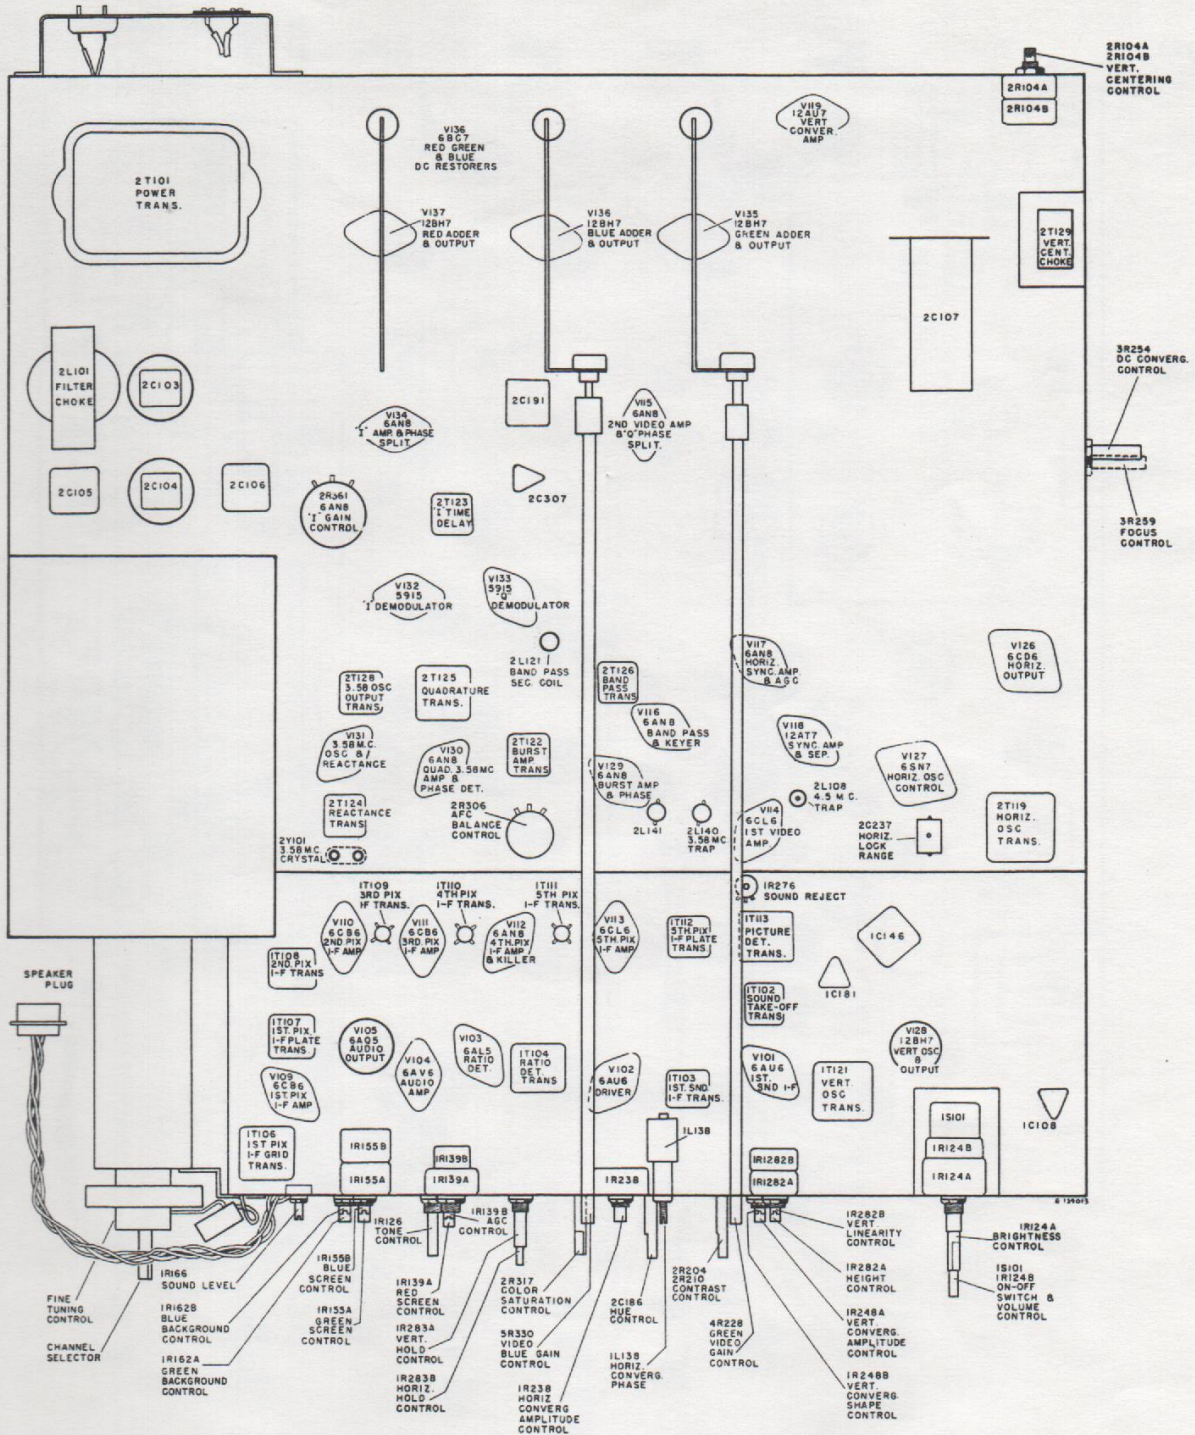 2R104A
2R104B
VERT.
CENTERING
CONTROL
2R104A
2R104B
V119
12AU7
VERT
CONVER.
AMP
V136
6BC7
RED GREEN
& BLUE
DC RESTORERS
2T101
POWER
TRANS.
V137
12BH7
RED ADDER
& OUTPUT
V136
12BH7
BLUE ADDER
& OUTPUT
V135
12BH7
GREEN ADDER
& OUTPUT
2T129
VERT.
CENT.
CHOKE
2C107
3R254
DC CONVERG.
CONTROL
2L101
FILTER
CHOKE
2C103
2C191
V134
6AN8
"I" AMP. & PHASE
SPLIT.
V115
6AN8
2ND VIDEO AMP
& "Q" PHASE
SPLIT.
2C105
2C104
2C106
2R361
6AN8
"I" GAIN
CONTROL
2T123
"I" TIME
DELAY
2C307
3R259
FOCUS
CONTROL
V132
5915
"I" DEMODULATOR
V133
5915
"Q"
DEMODULATOR
2L121
BAND PASS
SEC. COIL
V117
6AN8
HORIZ.
SYNC. AMP.
& AGC
V126
6CD6
HORIZ.
OUTPUT
2T128
3.58 OSC
OUTPUT
TRANS
2T125
QUADRATURE
TRANS.
2T126
BAND
PASS
TRANS
V116
6AN8
BAND PASS
& KEYER
V118
12AT7
SYNC. AMP
& SEP.
V131
3.58 M.C.
OSC &/
REACTANCE
V130
6AN8
QUAD. 3.58MC
AMP &
PHASE DET.
2T122
BURST
AMP.
TRANS
V129
6AN8
BURST AMP
& PHASE
V127
6SN7
HORIZ. OSC
CONTROL
2L108
4.5 M.C.
TRAP
2T124
REACTANCE
TRANS
2R306
AFC
BALANCE
CONTROL
2L141
2L140
3.58 MC.
TRAP
V114
6CL6
1ST VIDEO
AMP.
2C237
HORIZ.
LOCK
RANGE
2T119
HORIZ.
OSC
TRANS.
2Y101
3.58 M.C.
CRYSTAL
1T109
3RD PIX
IF TRANS.
1T110
4TH PIX
I-F TRANS.
1T111
5TH PIX
I-F TRANS.
1R276
SOUND REJECT
V110
6CB6
2ND PIX
I-F AMP
V111
6CB6
3RD. PIX
I-F AMP
V112
6AN8
4TH. PIX
I-F AMP
& KILLER
V113
6CL6
5TH. PIX
I-F AMP
1T112
5TH. PIX
I-F PLATE
TRANS.
1T113
PICTURE
DET.
TRANS.
1C146
1T108
2ND. PIX
I-F TRANS
1C181
SPEAKER
PLUG
1T102
SOUND
TAKE-OFF
TRANS
1T107
1ST. PIX
I-F PLATE
TRANS.
V105
6AQ5
AUDIO
OUTPUT
V104
6AV6
AUDIO
AMP
V103
6AL5
RATIO
DET.
1T104
RATIO
DET.
TRANS
V102
6AU6
DRIVER
1T103
1ST. SND
I-F TRANS.
V101
6AU6
1ST.
SND I-F
1T121
VERT.
OSC
TRANS.
V128
12BH7
VERT OSC
&
OUTPUT
V109
6CB6
1ST. PIX
I-F AMP
1C108
1T106
1ST PIX
I-F GRID
TRANS.
1R155B
1R155A
1R139B
1R139A
1L138
1R238
1R282B
1R282A
1S101
1R124B
1R124A
1R126
TONE
CONTROL
1R139B
AGC
CONTROL
1R282B
VERT.
LINEARITY
CONTROL
1R124A
BRIGHTNESS
CONTROL
1R166
SOUND LEVEL
1R155B
BLUE
SCREEN
CONTROL
1R139A
RED
SCREEN
CONTROL
2R317
COLOR
SATURATION
CONTROL
2C186
HUE
CONTROL
2R204
2R210
CONTRAST
CONTROL
1R282A
HEIGHT
CONTROL
1S101
1R124B
ON-OFF
SWITCH &
VOLUME
CONTROL
FINE
TUNING
CONTROL
1R162B
BLUE
BACKGROUND
CONTROL
1R155A
GREEN
SCREEN
CONTROL
1R283A
VERT.
HOLD
CONTROL
5R330
VIDEO
BLUE GAIN
CONTROL
1L138
HORIZ.
CONVERG.
PHASE
4R228
GREEN
VIDEO
GAIN
CONTROL
1R248A
VERT.
CONVERG.
AMPLITUDE
CONTROL
CHANNEL
SELECTOR
1R162A
GREEN
BACKGROUND
CONTROL
1R283B
HORIZ.
HOLD
CONTROL
1R238
HORIZ
CONVERG
AMPLITUDE
CONTROL
1R248B
VERT.
CONVERG.
SHAPE
CONTROL